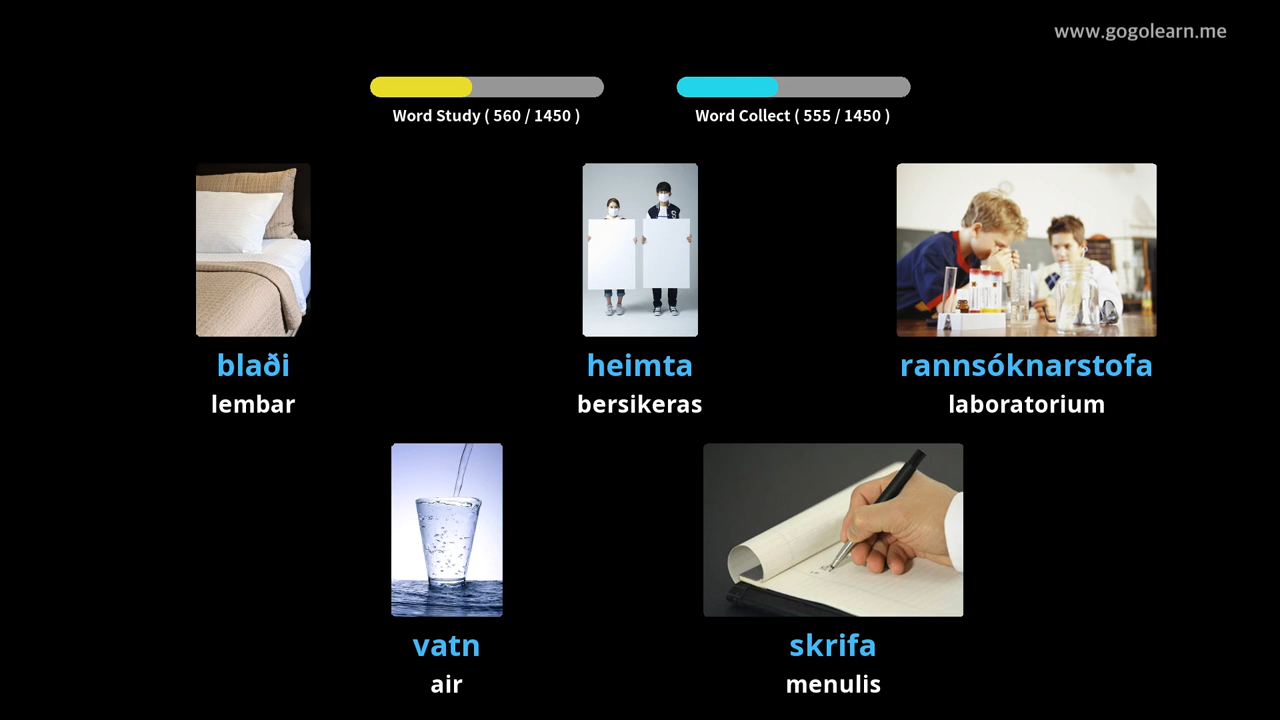 www.gogolearn.me
Word Study ( 560 / 1450 )
Word Collect ( 555 / 1450 )
blaði
lembar
heimta
bersikeras
rannsóknarstofa
laboratorium
vatn
air
skrifa
menulis